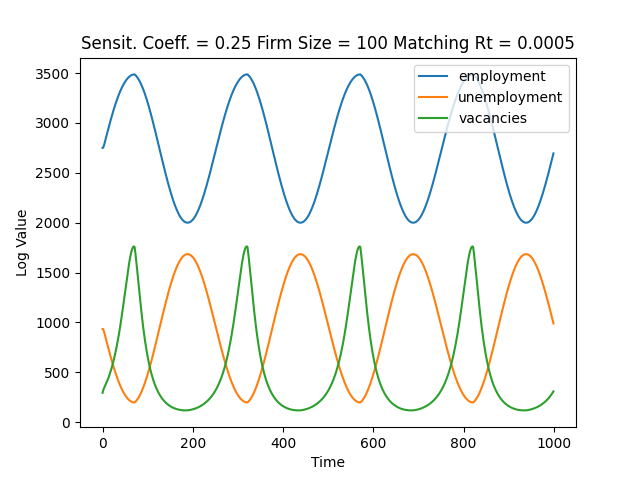 Sensit. Coeff. = 0.25 Firm Size = 100 Matching Rt = 0.0005
employment
unemployment
vacancies
Log Value
3500
3000
2500
2000
1500
1000
500
0
0 200 400 600 800 1000
Time